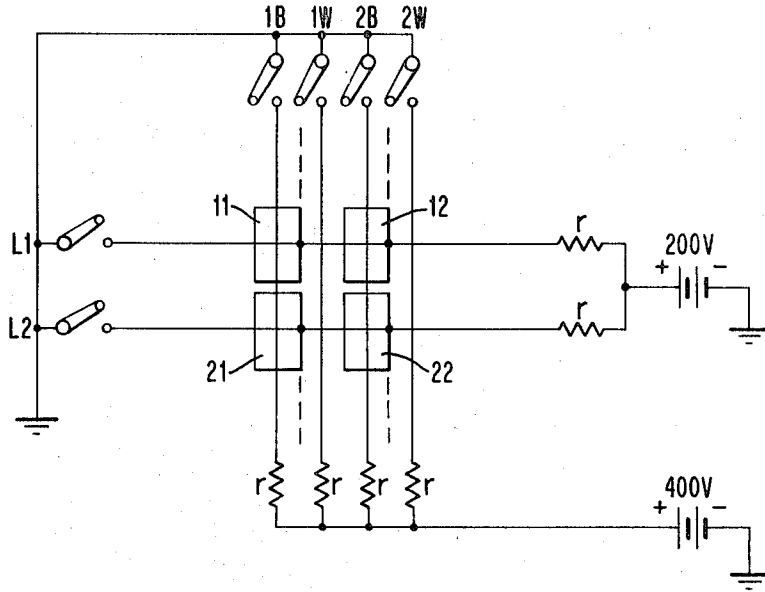 1B 1W 2B 2W
11 12
r
L1 200V
+ −
r
L2
21 22
r r r r
400V
+ −